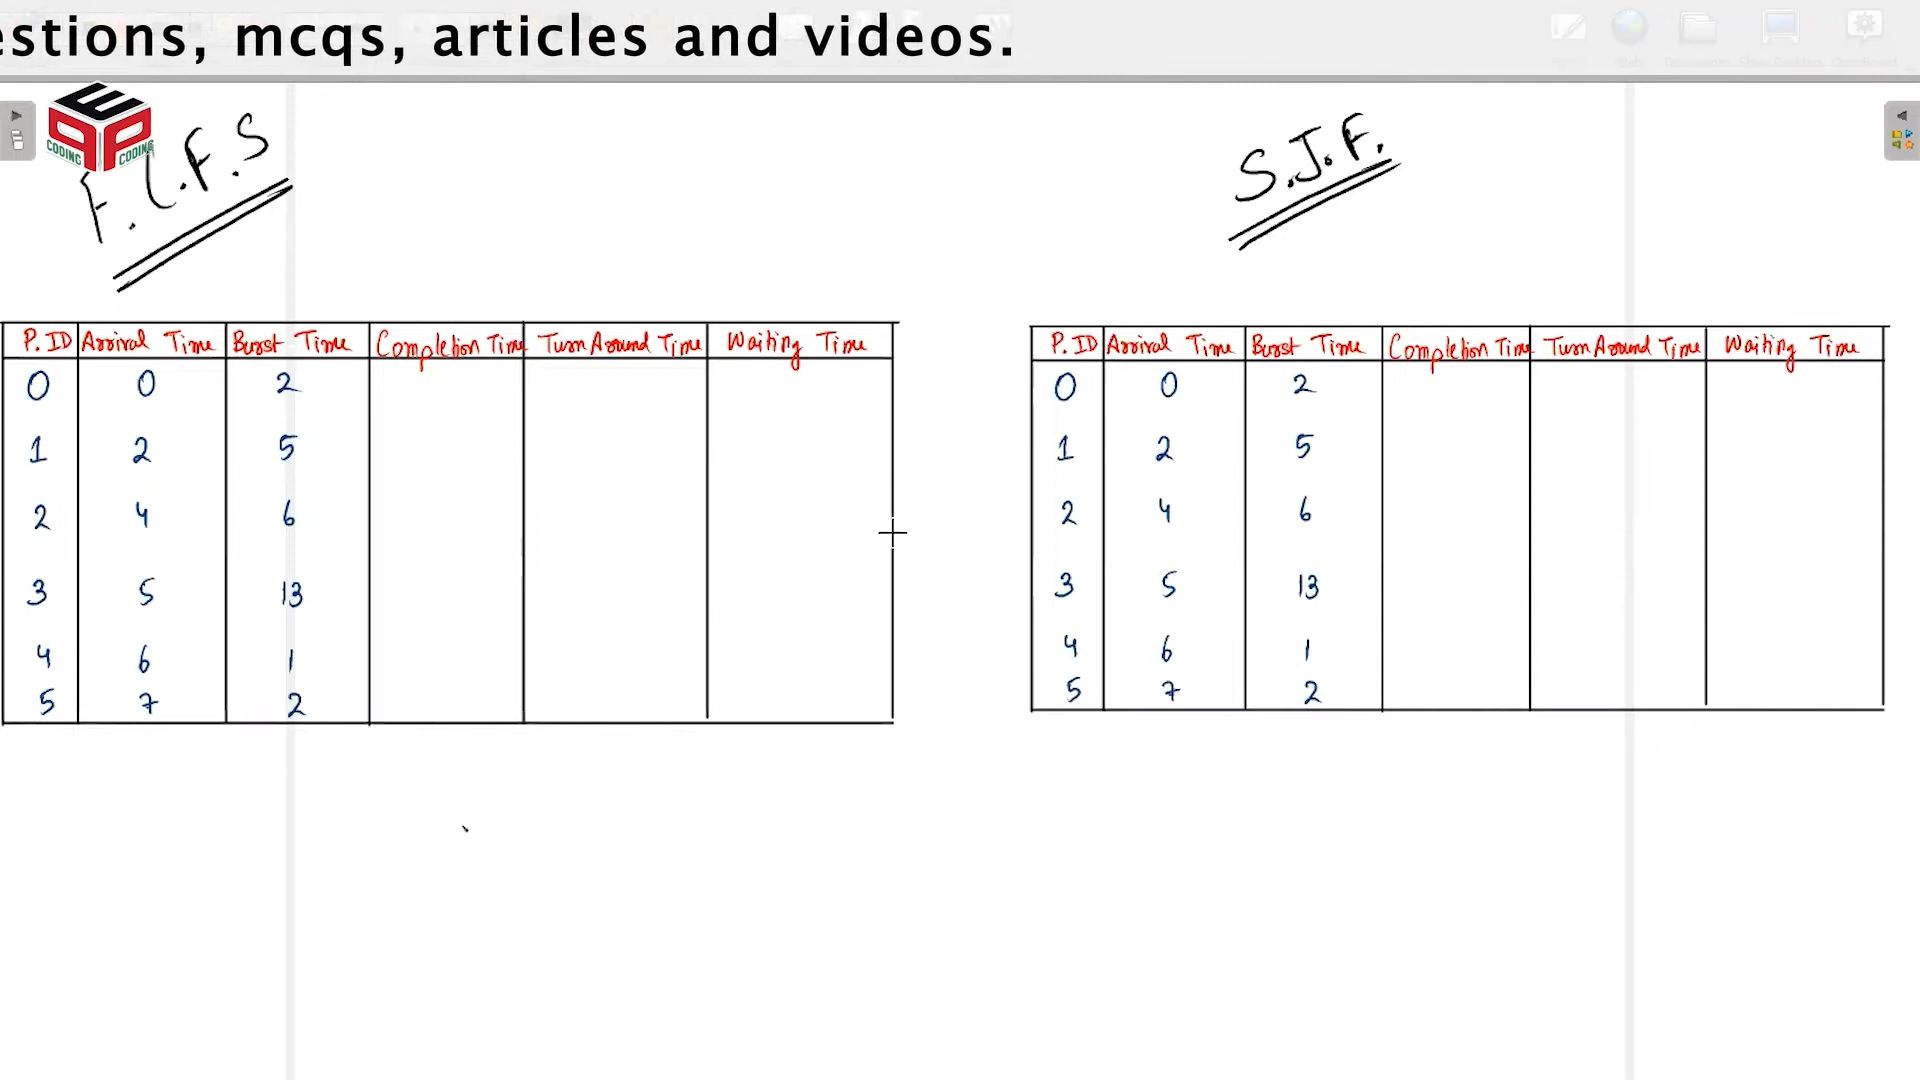 estions, mcqs, articles and videos.
PEP
CODING CODING
F.C.F.S
S.J.F.
P.ID Arrival Time Burst Time Completion Time Turn Around Time Waiting Time
0 0 2
1 2 5
2 4 6
3 5 13
4 6 1
5 7 2
P.ID Arrival Time Burst Time Completion Time Turn Around Time Waiting Time
0 0 2
1 2 5
2 4 6
3 5 13
4 6 1
5 7 2